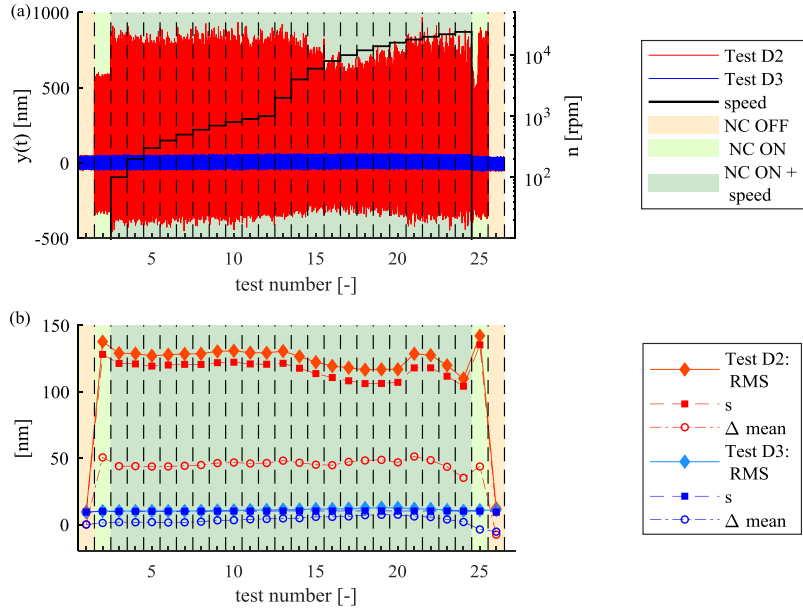 (a)
1000
500
0
-500
y(t) [nm]
10^4
10^3
10^2
n [rpm]
5
10
15
20
25
test number [-]
Test D2
Test D3
speed
NC OFF
NC ON
NC ON +
speed
(b)
150
100
50
0
[nm]
5
10
15
20
25
test number [-]
Test D2:
RMS
s
Δ mean
Test D3:
RMS
s
Δ mean